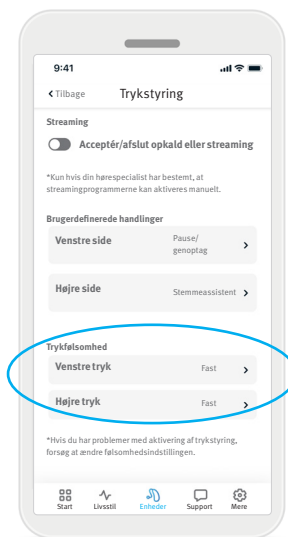 9:41
Tilbage Trykstyring
Streaming
Acceptér/afslut opkald eller streaming
*Kun hvis din hørespecialist har bestemt, at
streamingprogrammerne kan aktiveres manuelt.
Brugerdefinerede handlinger
Venstre side Pause/
genoptag
Højre side Stemmeassistent
Trykfølsomhed
Venstre tryk Fast
Højre tryk Fast
*Hvis du har problemer med aktivering af trykstyring,
forsøg at ændre følsomhedsindstillingen.
Start Livsstil Enheder Support Mere